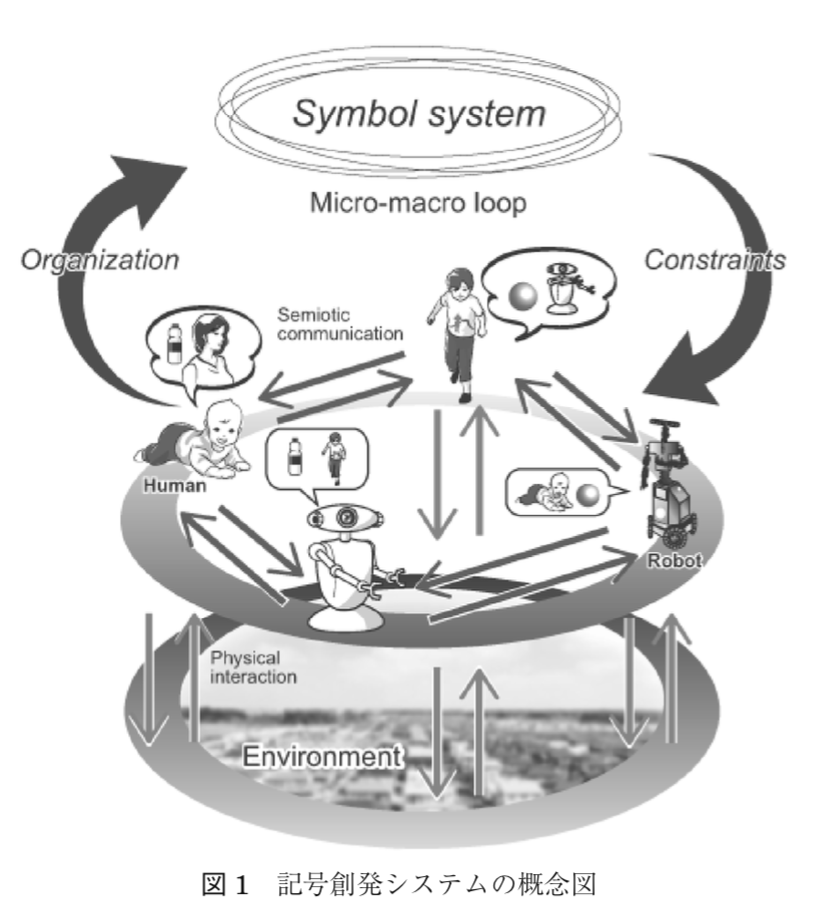 Symbol system
Micro-macro loop
Organization
Constraints
Semiotic
communication
Human
Robot
Physical
interaction
Environment
図 1 記号創発システムの概念図